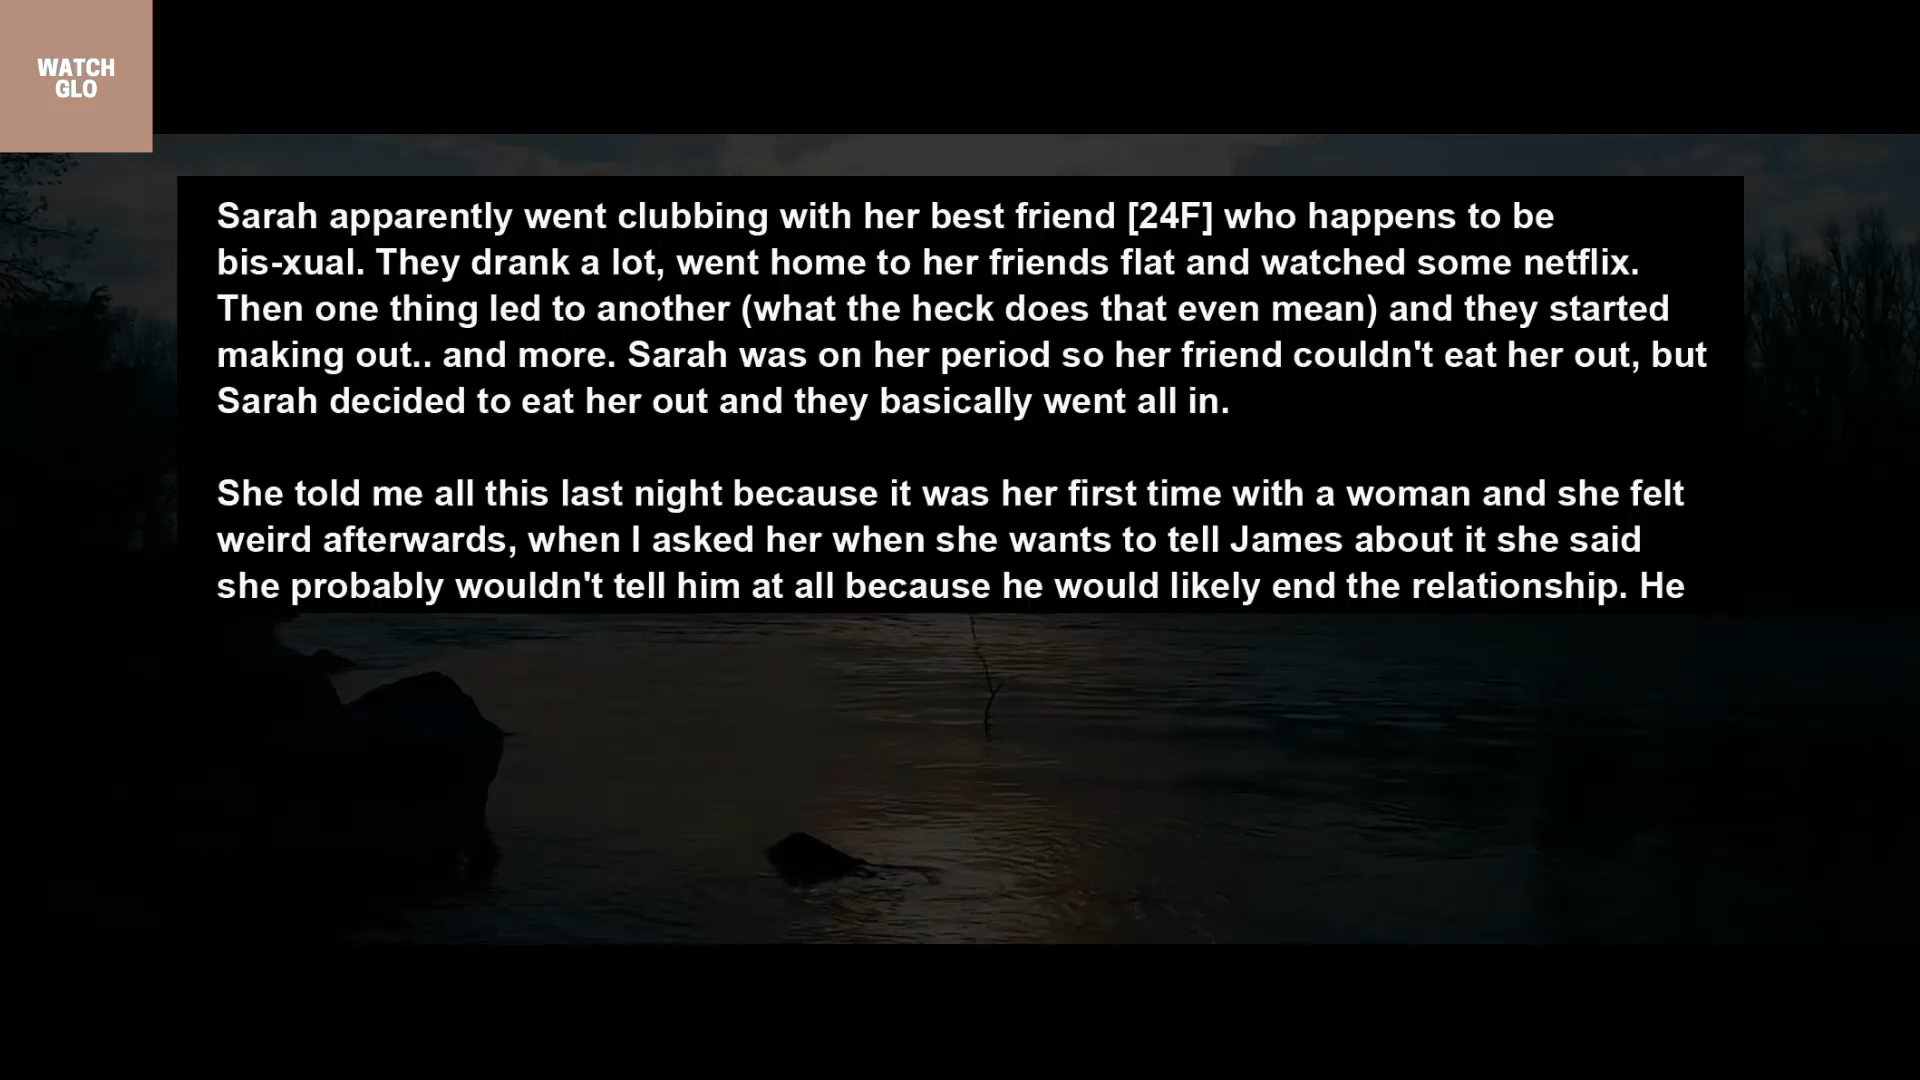 WATCH
GLO
Sarah apparently went clubbing with her best friend [24F] who happens to be
bis-xual. They drank a lot, went home to her friends flat and watched some netflix.
Then one thing led to another (what the heck does that even mean) and they started
making out.. and more. Sarah was on her period so her friend couldn't eat her out, but
Sarah decided to eat her out and they basically went all in.
She told me all this last night because it was her first time with a woman and she felt
weird afterwards, when I asked her when she wants to tell James about it she said
she probably wouldn't tell him at all because he would likely end the relationship. He